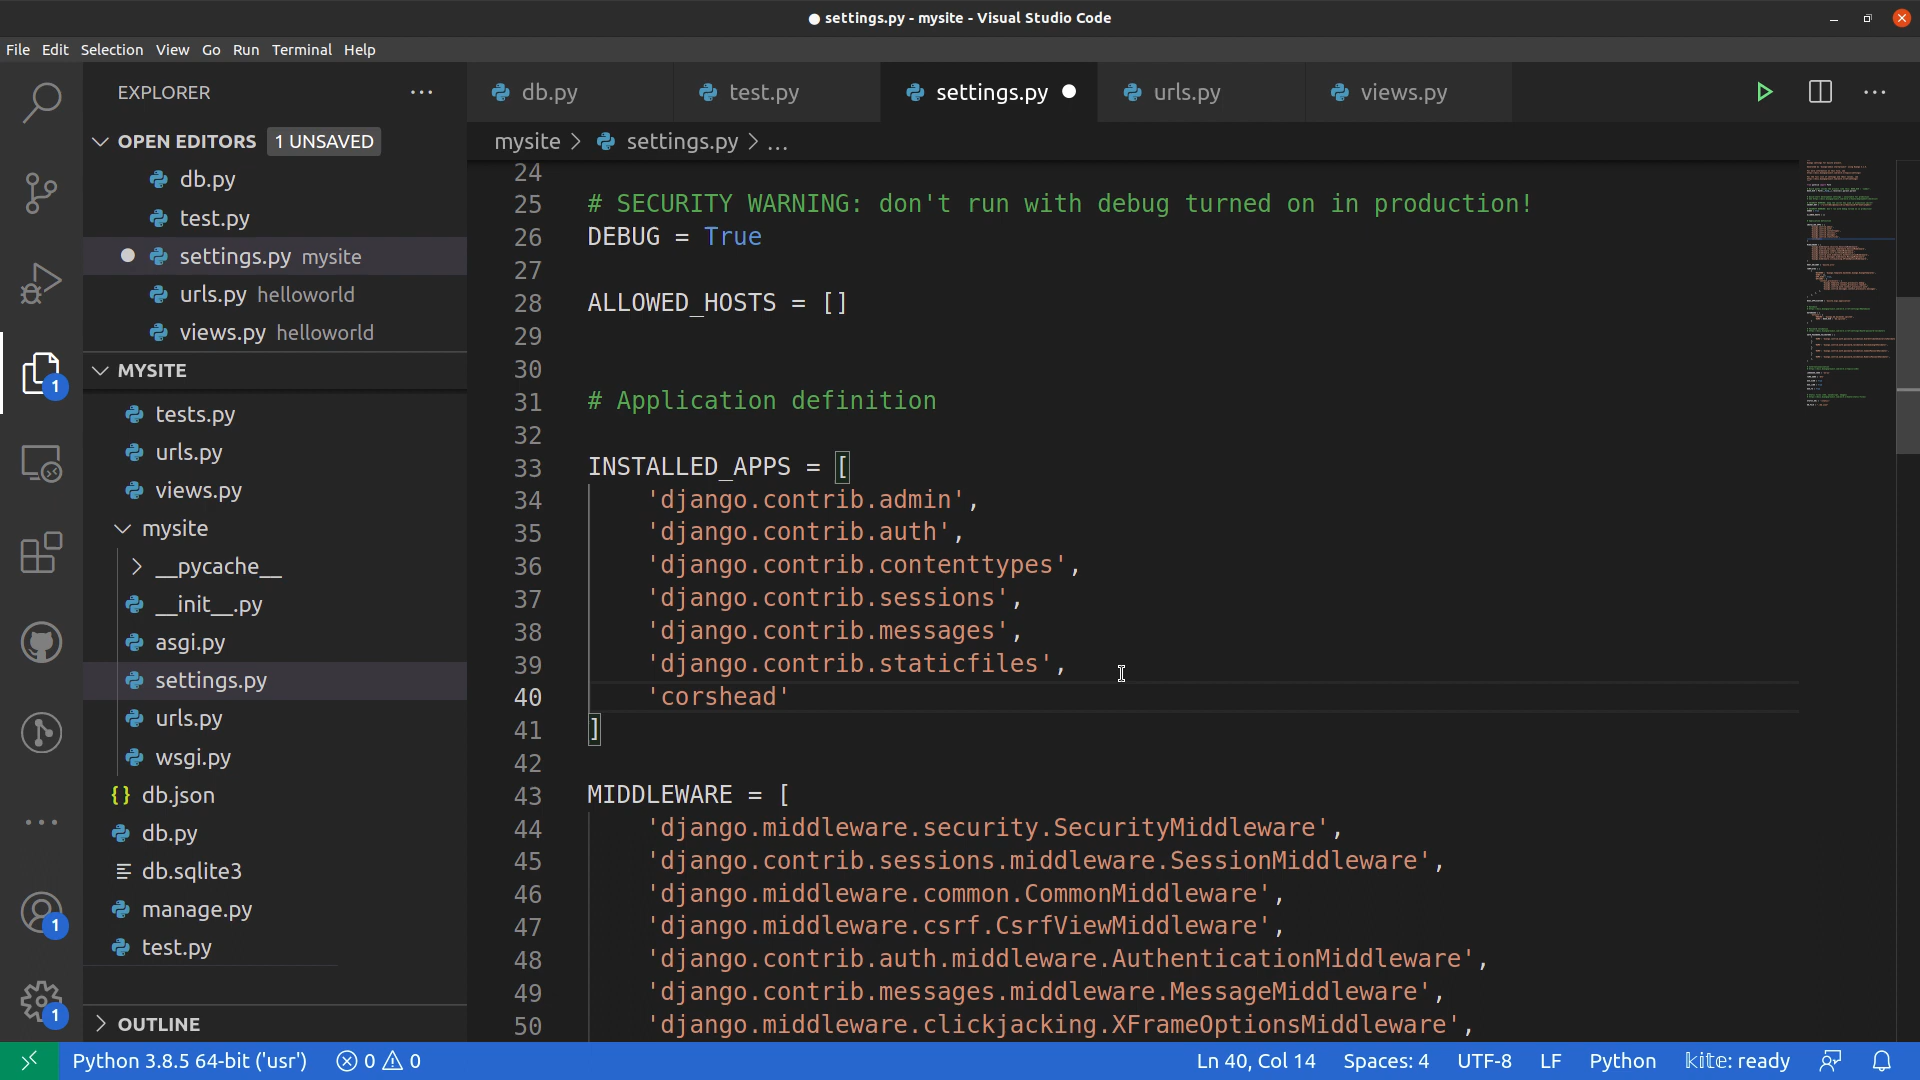 settings.py - mysite - Visual Studio Code
File Edit Selection View Go Run Terminal Help
EXPLORER
OPEN EDITORS 1 UNSAVED
db.py
test.py
settings.py mysite
urls.py helloworld
views.py helloworld
MYSITE
tests.py
urls.py
views.py
mysite
__pycache__
__init__.py
asgi.py
settings.py
urls.py
wsgi.py
db.json
db.py
db.sqlite3
manage.py
test.py
OUTLINE
1
1
1
db.py test.py settings.py urls.py views.py
mysite > settings.py > ...
24
25 # SECURITY WARNING: don't run with debug turned on in production!
26 DEBUG = True
27
28 ALLOWED_HOSTS = []
29
30
31 # Application definition
32
33 INSTALLED_APPS = [
34 'django.contrib.admin',
35 'django.contrib.auth',
36 'django.contrib.contenttypes',
37 'django.contrib.sessions',
38 'django.contrib.messages',
39 'django.contrib.staticfiles',
40 'corshead'
41 ]
42
43 MIDDLEWARE = [
44 'django.middleware.security.SecurityMiddleware',
45 'django.contrib.sessions.middleware.SessionMiddleware',
46 'django.middleware.common.CommonMiddleware',
47 'django.middleware.csrf.CsrfViewMiddleware',
48 'django.contrib.auth.middleware.AuthenticationMiddleware',
49 'django.contrib.messages.middleware.MessageMiddleware',
50 'django.middleware.clickjacking.XFrameOptionsMiddleware',
Python 3.8.5 64-bit ('usr') 0 0 Ln 40, Col 14 Spaces: 4 UTF-8 LF Python kite: ready